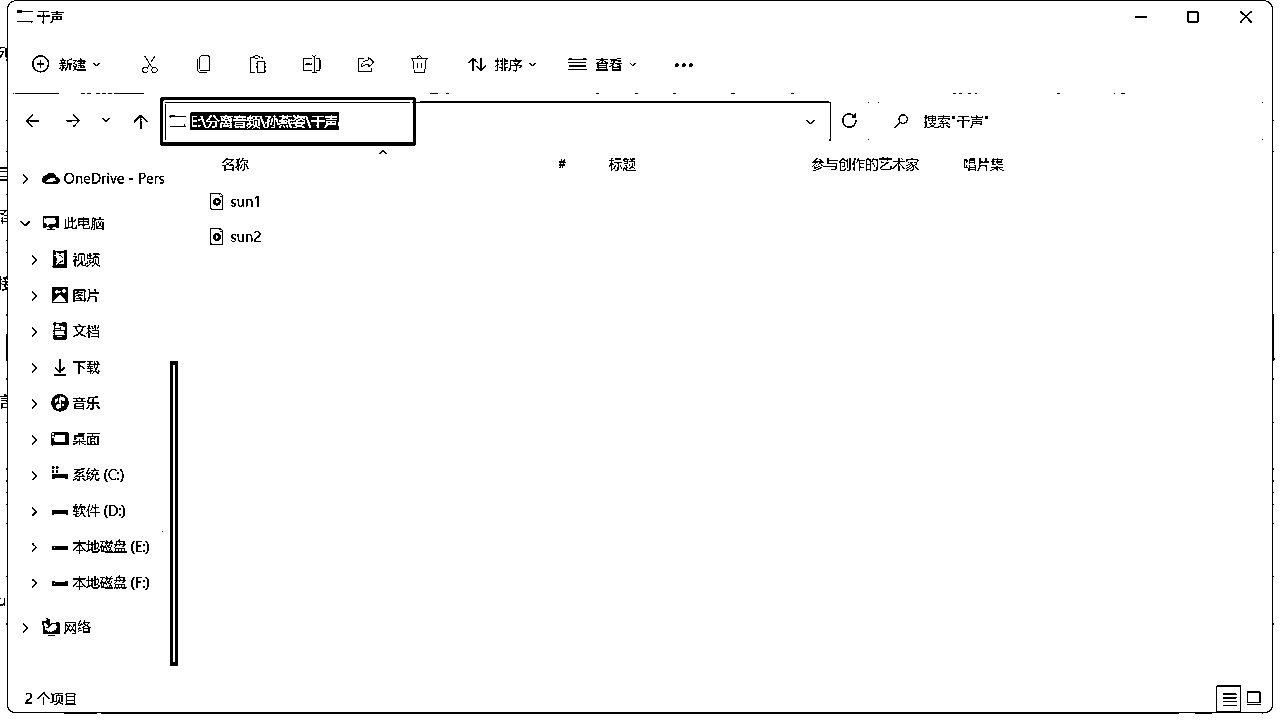 干声
新建
排序
查看
E:\分离音频\孙燕姿\干声
搜索"干声"
名称
#
标题
参与创作的艺术家
唱片集
OneDrive - Pers
sun1
此电脑
sun2
视频
图片
文档
下载
音乐
桌面
系统 (C:)
软件 (D:)
本地磁盘 (E:)
本地磁盘 (F:)
网络
2 个项目